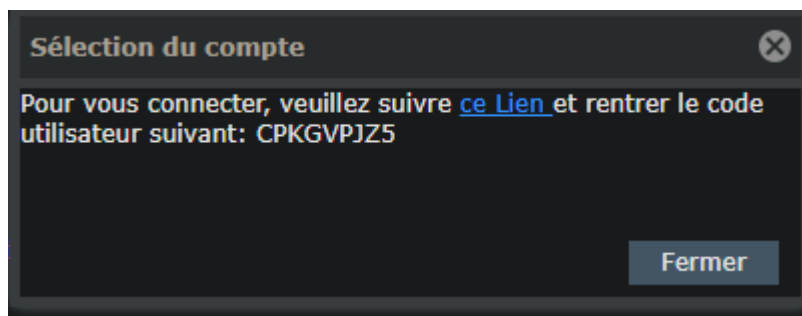 Sélection du compte
Pour vous connecter, veuillez suivre ce Lien et rentrer le code
utilisateur suivant: CPKGVPJZ5
Fermer